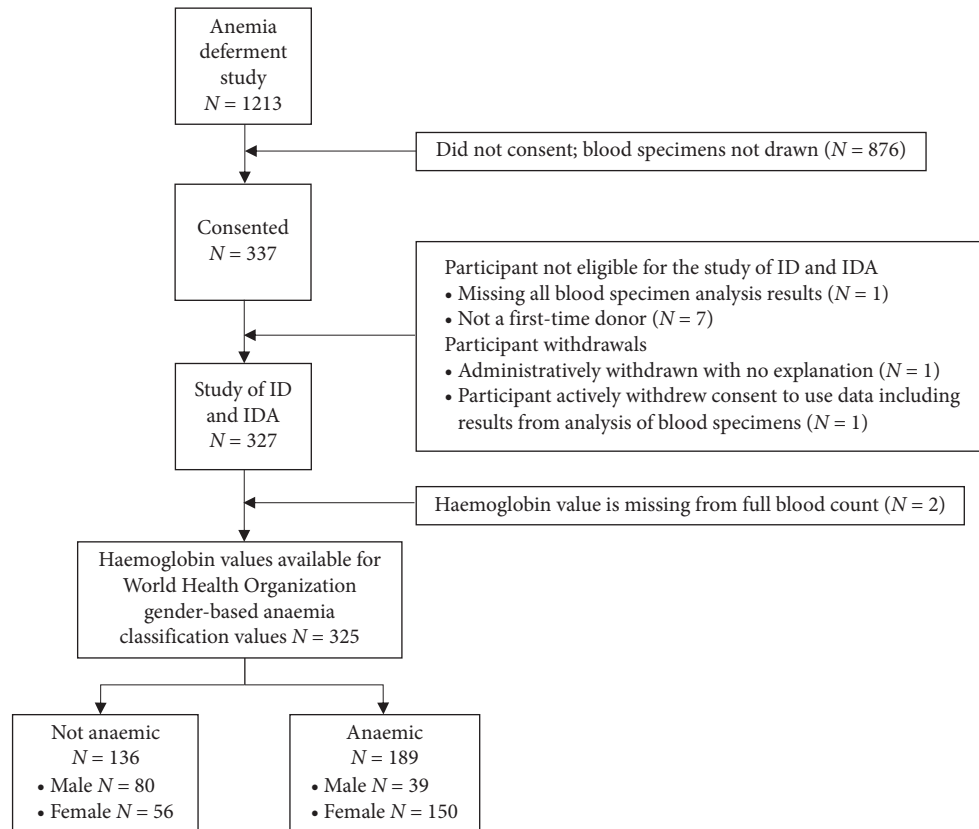 Anemia
deferment
study
N = 1213
Did not consent; blood specimens not drawn (N = 876)
Consented
N = 337
Participant not eligible for the study of ID and IDA
• Missing all blood specimen analysis results (N = 1)
• Not a first-time donor (N = 7)
Participant withdrawals
• Administratively withdrawn with no explanation (N = 1)
• Participant actively withdrew consent to use data including
results from analysis of blood specimens (N = 1)
Study of ID
and IDA
N = 327
Haemoglobin value is missing from full blood count (N = 2)
Haemoglobin values available for
World Health Organization
gender-based anaemia
classification values N = 325
Not anaemic
N = 136
• Male N = 80
• Female N = 56
Anaemic
N = 189
• Male N = 39
• Female N = 150